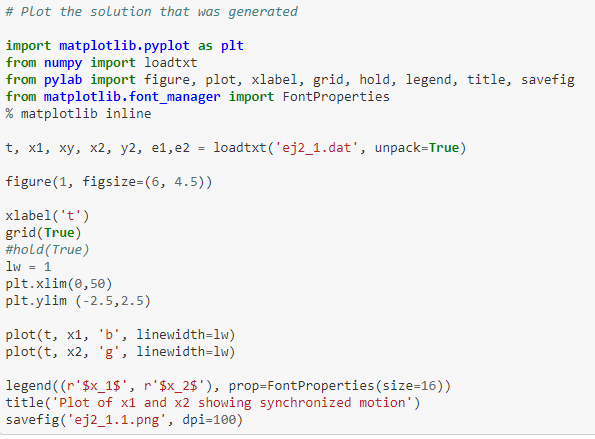 # Plot the solution that was generated
import matplotlib.pyplot as plt
from numpy import loadtxt
from pylab import figure, plot, xlabel, grid, hold, legend, title, savefig
from matplotlib.font_manager import FontProperties
% matplotlib inline
t, x1, xy, x2, y2, e1,e2 = loadtxt('ej2_1.dat', unpack=True)
figure(1, figsize=(6, 4.5))
xlabel('t')
grid(True)
#hold(True)
lw = 1
plt.xlim(0,50)
plt.ylim (-2.5,2.5)
plot(t, x1, 'b', linewidth=lw)
plot(t, x2, 'g', linewidth=lw)
legend((r'$x_1$', r'$x_2$'), prop=FontProperties(size=16))
title('Plot of x1 and x2 showing synchronized motion')
savefig('ej2_1.1.png', dpi=100)